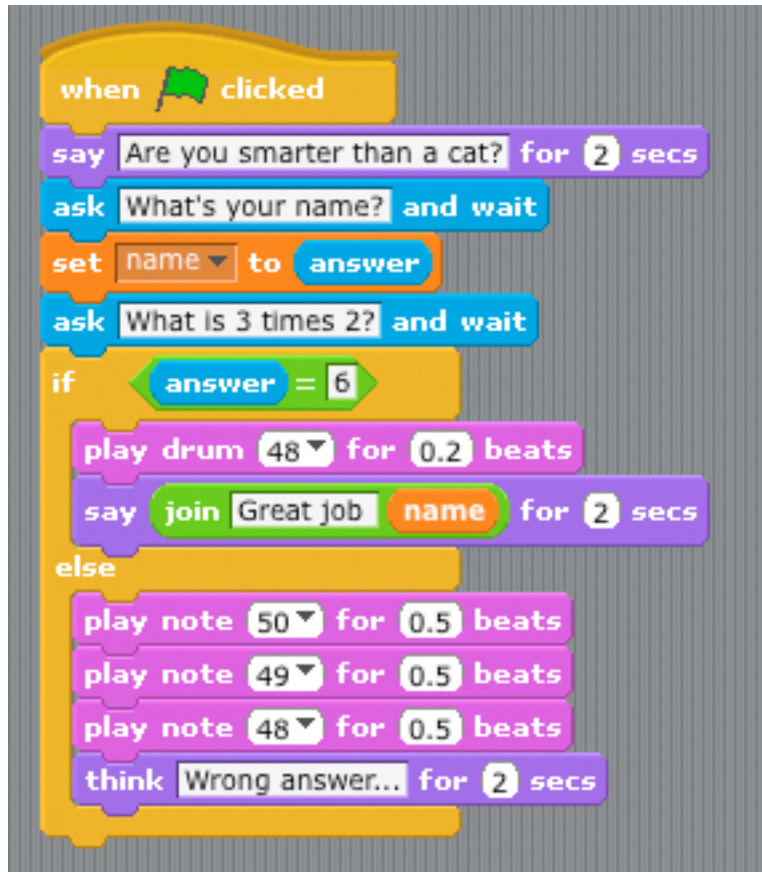 when clicked
say Are you smarter than a cat? for 2 secs
ask What's your name? and wait
set name to answer
ask What is 3 times 2? and wait
if answer = 6
play drum 48 for 0.2 beats
say join Great job name for 2 secs
else
play note 50 for 0.5 beats
play note 49 for 0.5 beats
play note 48 for 0.5 beats
think Wrong answer... for 2 secs